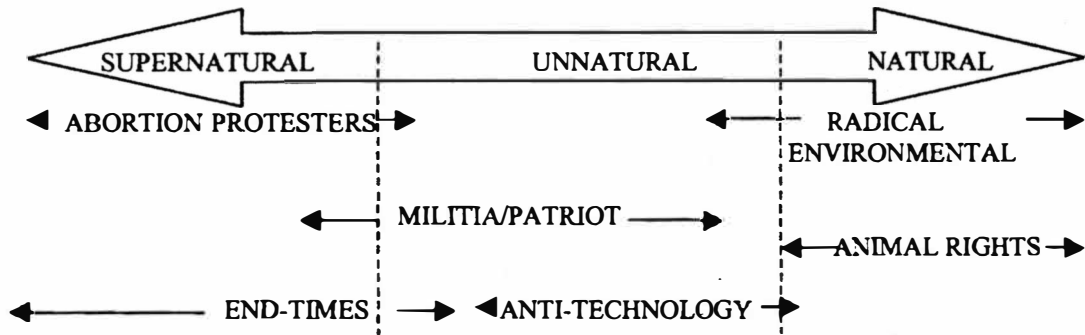 SUPERNATURAL UNNATURAL NATURAL
ABORTION PROTESTERS RADICAL
ENVIRONMENTAL
MILITIA/PATRIOT
ANIMAL RIGHTS
END-TIMES ANTI-TECHNOLOGY